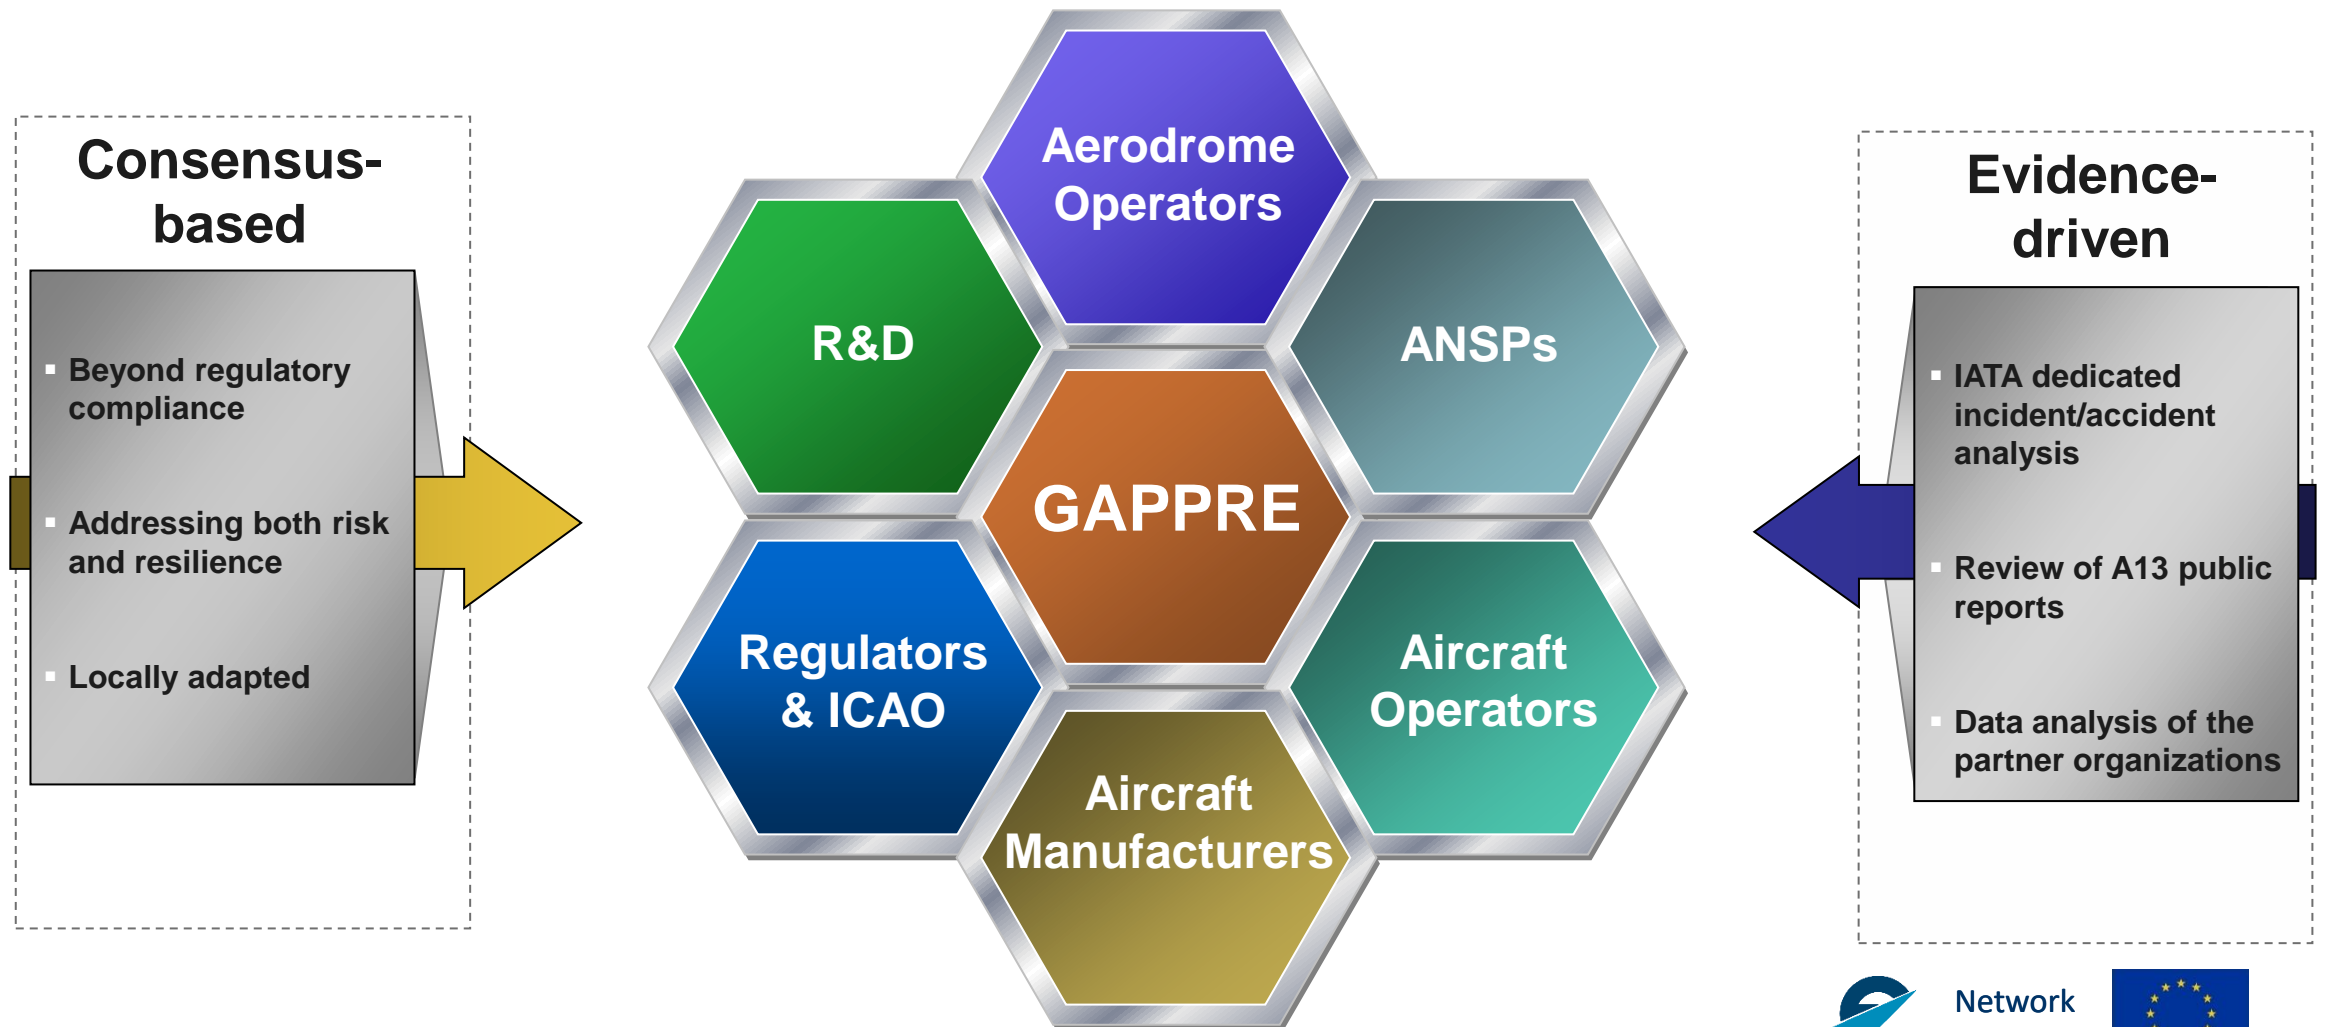 Consensus-
based
▪ Beyond regulatory
compliance
▪ Addressing both risk
and resilience
▪ Locally adapted
Aerodrome
Operators
R&D
ANSPs
GAPPRE
Regulators
& ICAO
Aircraft
Operators
Aircraft
Manufacturers
Evidence-
driven
▪ IATA dedicated
incident/accident
analysis
▪ Review of A13 public
reports
▪ Data analysis of the
partner organizations
Network